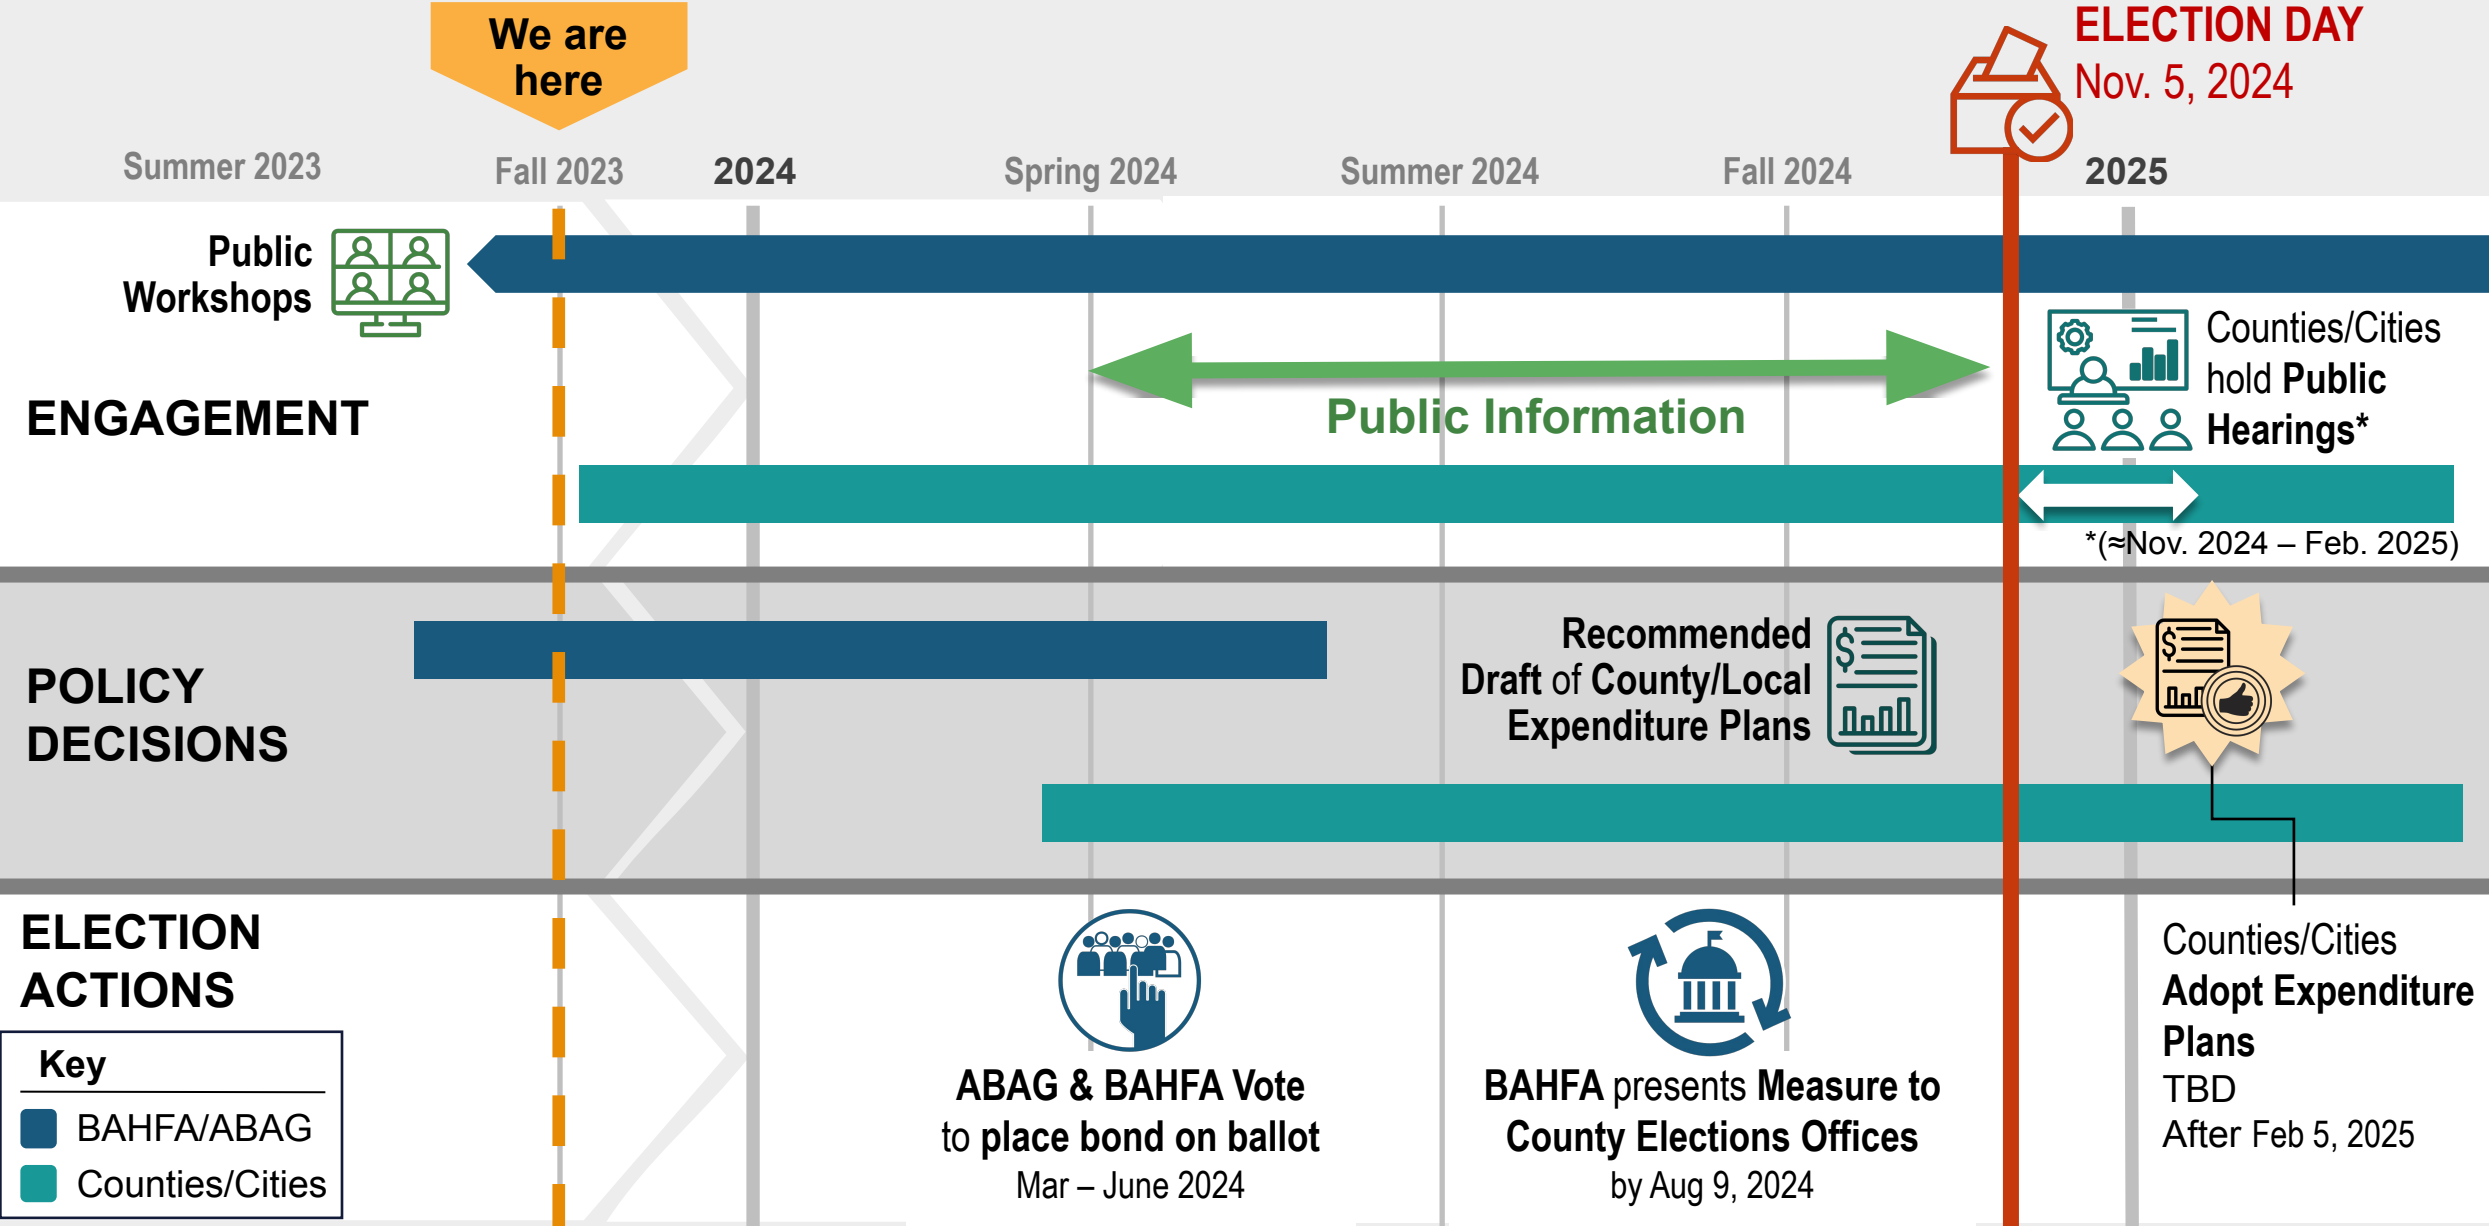 We are
here
ELECTION DAY
Nov. 5, 2024
Summer 2023
Fall 2023
2024
Spring 2024
Summer 2024
Fall 2024
2025
Public
Workshops
ENGAGEMENT
Public Information
Counties/Cities
hold Public
Hearings*
*(≈Nov. 2024 – Feb. 2025)
POLICY
DECISIONS
Recommended
Draft of County/Local
Expenditure Plans
$
$
ELECTION
ACTIONS
ABAG & BAHFA Vote
to place bond on ballot
Mar – June 2024
BAHFA presents Measure to
County Elections Offices
by Aug 9, 2024
Counties/Cities
Adopt Expenditure
Plans
TBD
After Feb 5, 2025
Key
BAHFA/ABAG
Counties/Cities